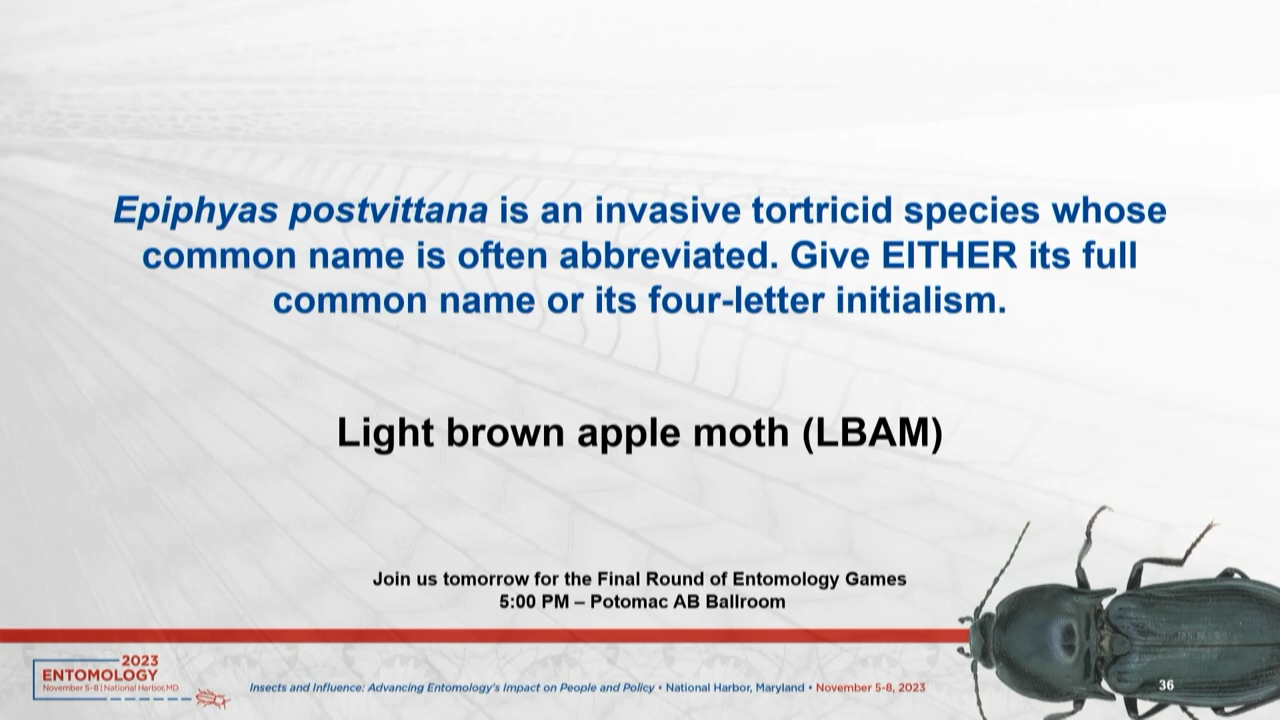 Epiphyas postvittana is an invasive tortricid species whose
common name is often abbreviated. Give EITHER its full
common name or its four-letter initialism.
Light brown apple moth (LBAM)
Join us tomorrow for the Final Round of Entomology Games
5:00 PM – Potomac AB Ballroom
2023
ENTOMOLOGY
November 5-8 | National Harbor, MD
Insects and Influence: Advancing Entomology's Impact on People and Policy • National Harbor, Maryland • November 5-8, 2023
36